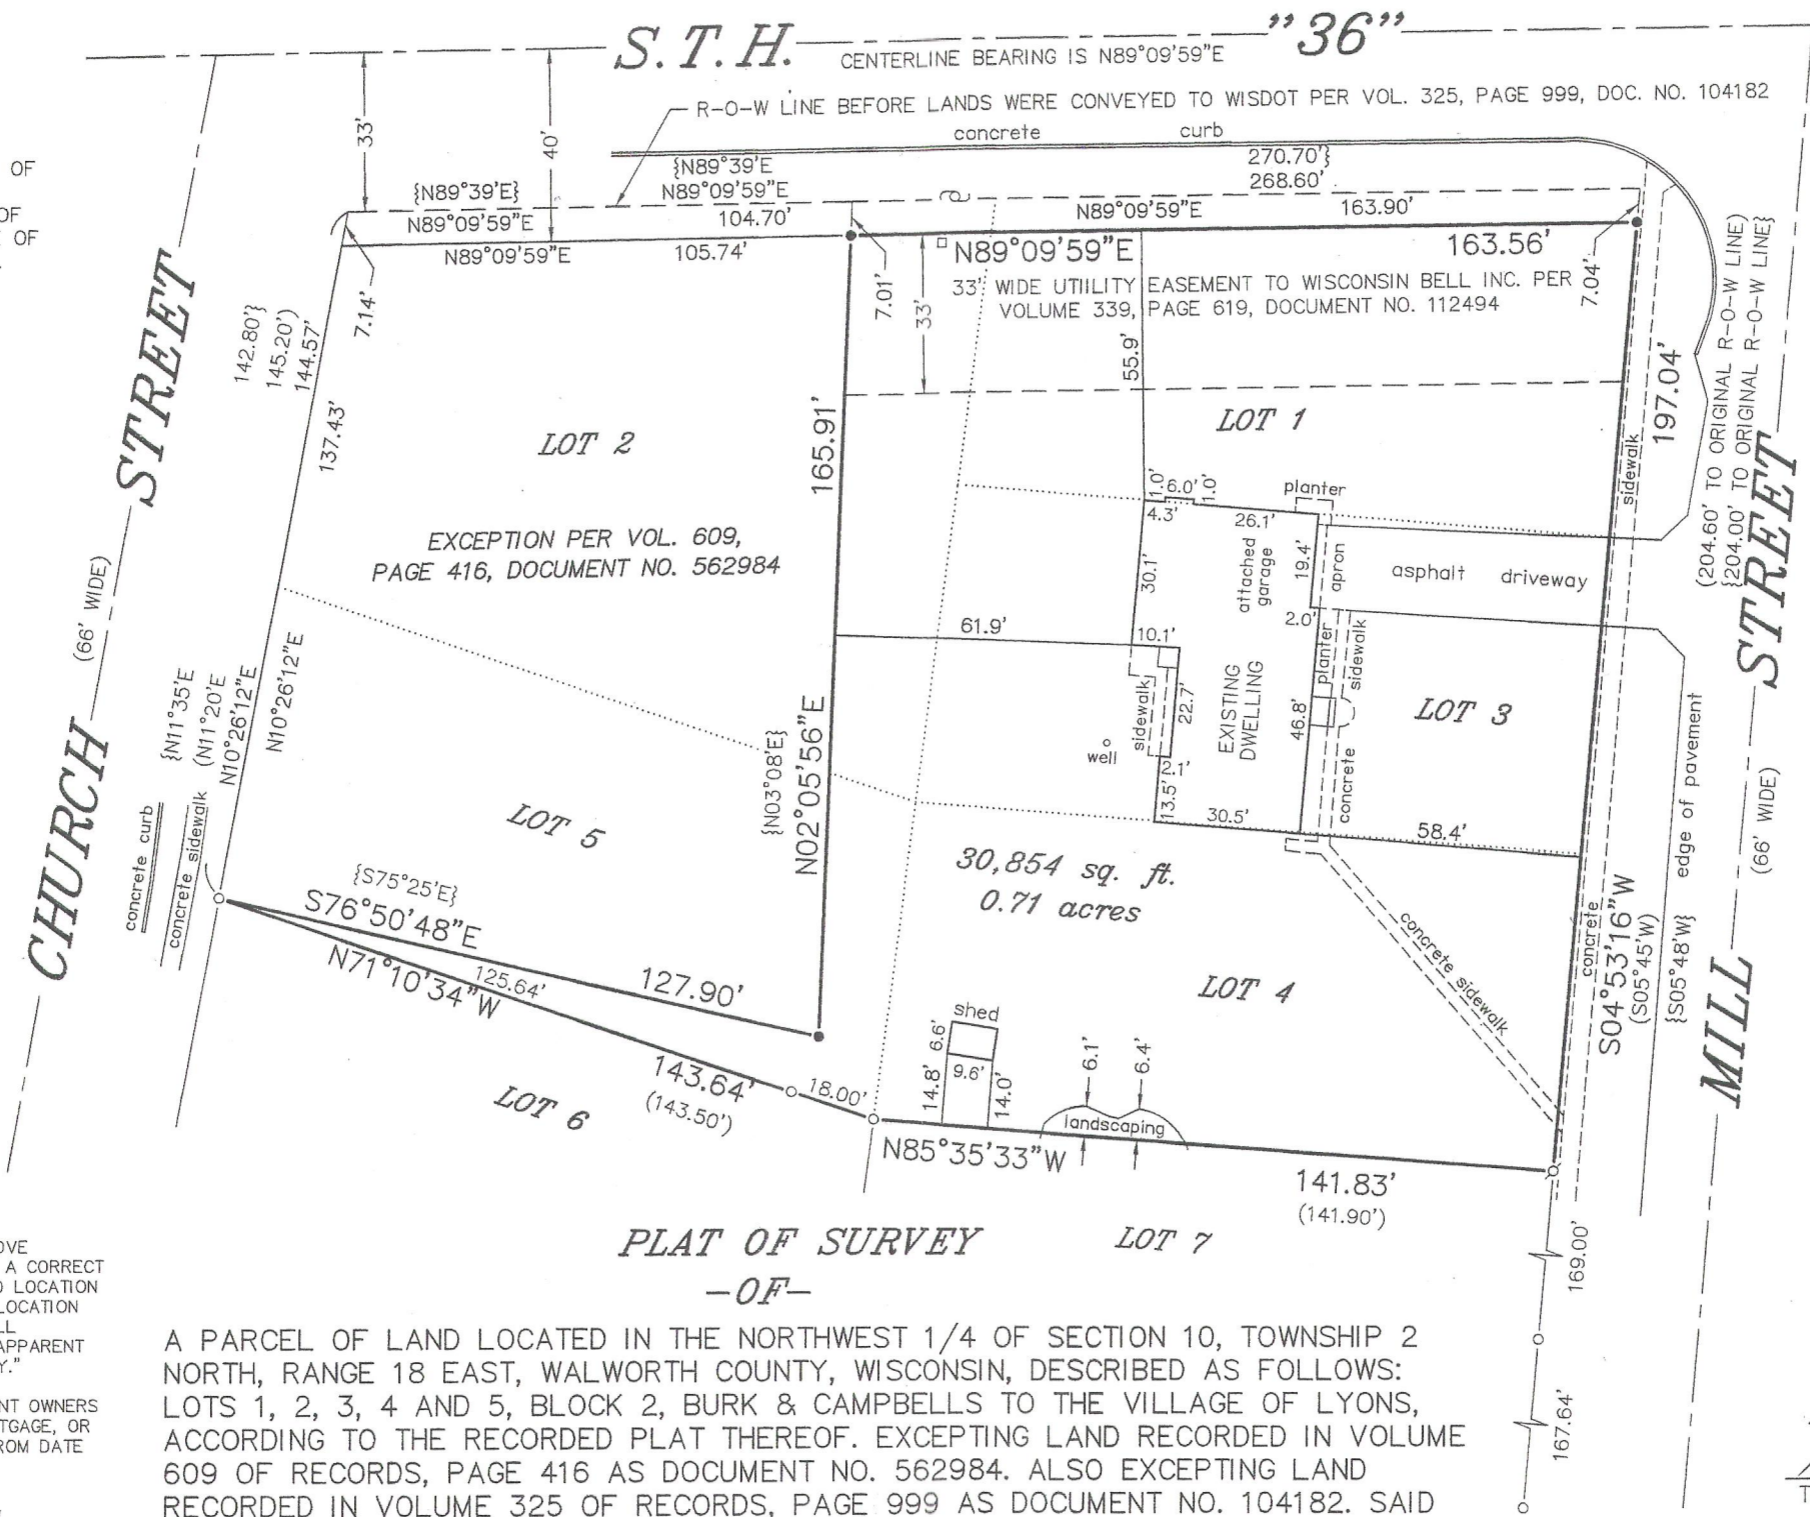 S.T.H. "36"
CENTERLINE BEARING IS N89°09'59"E
R-O-W LINE BEFORE LANDS WERE CONVEYED TO WISDOT PER VOL. 325, PAGE 999, DOC. NO. 104182
concrete curb
33'
40'
OF
OF
OF
{N89°39'E
270.70'}
{N89°39'E}
N89°09'59"E
268.60'
N89°09'59"E
104.70'
N89°09'59"E
163.90'
N89°09'59"E
105.74'
N89°09'59"E
163.56'
7.14'
7.01'
33'
7.04'
33' WIDE UTIILITY EASEMENT TO WISCONSIN BELL INC. PER
VOLUME 339, PAGE 619, DOCUMENT NO. 112494
142.80'}
145.20')
144.57'
137.43'
55.9'
165.91'
197.04'
(204.60' TO ORIGINAL R-O-W LINE)
{204.00' TO ORIGINAL R-O-W LINE}
sidewalk
LOT 2
LOT 1
EXCEPTION PER VOL. 609,
PAGE 416, DOCUMENT NO. 562984
CHURCH STREET
(66' WIDE)
1.0'
6.0'
1.0'
4.3'
26.1'
planter
30.1'
attached
garage
19.4'
apron
asphalt driveway
61.9'
10.1'
2.0'
planter
sidewalk
EXISTING
DWELLING
22.7'
sidewalk
46.8'
LOT 3
well
2.1'
13.5'
30.5'
concrete
58.4'
{N11°35'E
(N11°20'E
N10°26'12"E
N10°26'12"E
{N03°08'E}
N02°05'56"E
LOT 5
concrete curb
concrete sidewalk
{S75°25'E}
S76°50'48"E
127.90'
N71°10'34"W
125.64'
143.64'
(143.50')
18.00'
LOT 6
30,854 sq. ft.
0.71 acres
LOT 4
concrete sidewalk
concrete
S04°53'16"W
(S05°45'W)
{S05°48'W}
edge of pavement
MILL STREET
(66' WIDE)
shed
6.6'
9.6'
14.8'
14.0'
6.1'
6.4'
landscaping
N85°35'33"W
141.83'
(141.90')
LOT 7
169.00'
167.64'
PLAT OF SURVEY
-OF-
A PARCEL OF LAND LOCATED IN THE NORTHWEST 1/4 OF SECTION 10, TOWNSHIP 2
NORTH, RANGE 18 EAST, WALWORTH COUNTY, WISCONSIN, DESCRIBED AS FOLLOWS:
LOTS 1, 2, 3, 4 AND 5, BLOCK 2, BURK & CAMPBELLS TO THE VILLAGE OF LYONS,
ACCORDING TO THE RECORDED PLAT THEREOF. EXCEPTING LAND RECORDED IN VOLUME
609 OF RECORDS, PAGE 416 AS DOCUMENT NO. 562984. ALSO EXCEPTING LAND
RECORDED IN VOLUME 325 OF RECORDS, PAGE 999 AS DOCUMENT NO. 104182. SAID
A CORRECT
LOCATION
LOCATION
APPARENT
OWNERS
OR
DATE